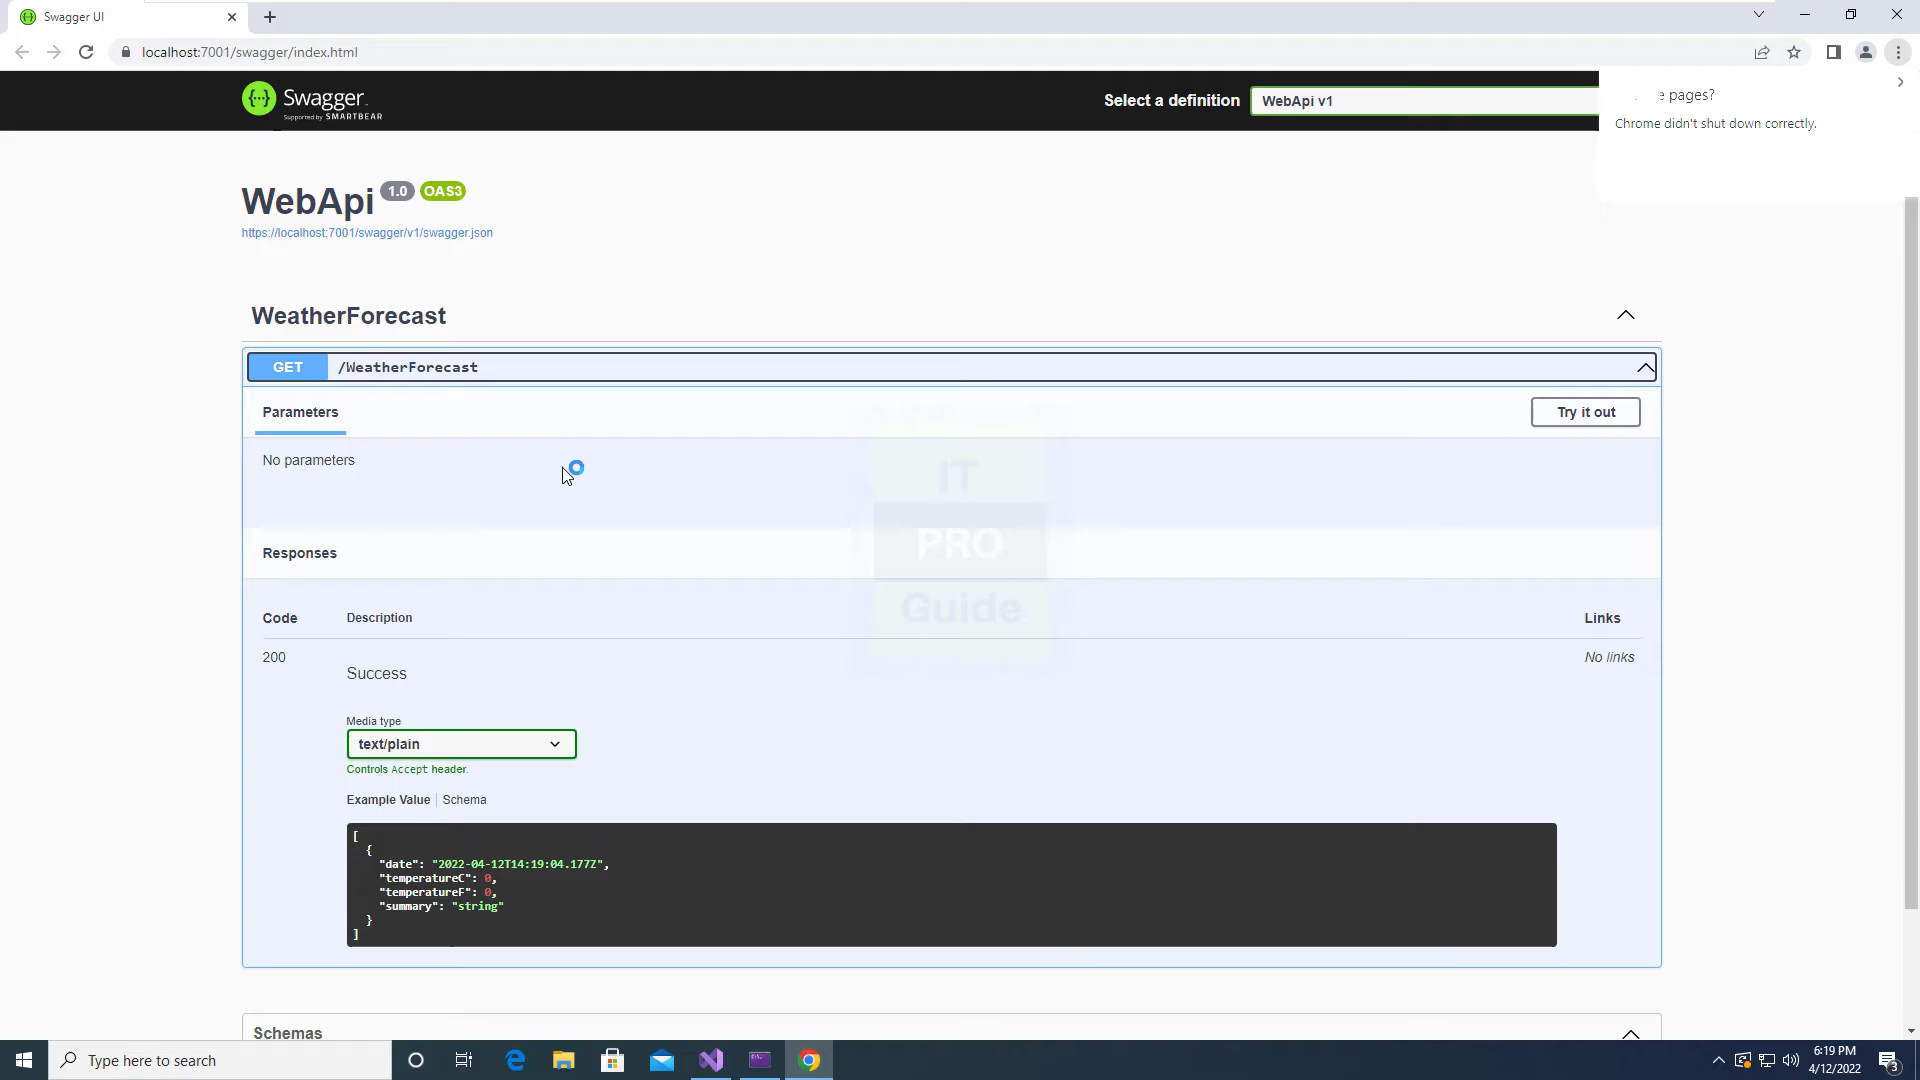 Swagger UI
localhost:7001/swagger/index.html
Swagger
Supported by SMARTBEAR
Select a definition
WebApi v1
pages?
Chrome didn't shut down correctly.
WebApi 1.0 OAS3
https://localhost:7001/swagger/v1/swagger.json
WeatherForecast
GET /WeatherForecast
Parameters
Try it out
No parameters
IT
PRO
Guide
Responses
Code Description Links
200 Success No links
Media type
text/plain
Controls Accept header.
Example Value Schema
[
{
"date": "2022-04-12T14:19:04.177Z",
"temperatureC": 0,
"temperatureF": 0,
"summary": "string"
}
]
Schemas
Type here to search
6:19 PM
4/12/2022
3